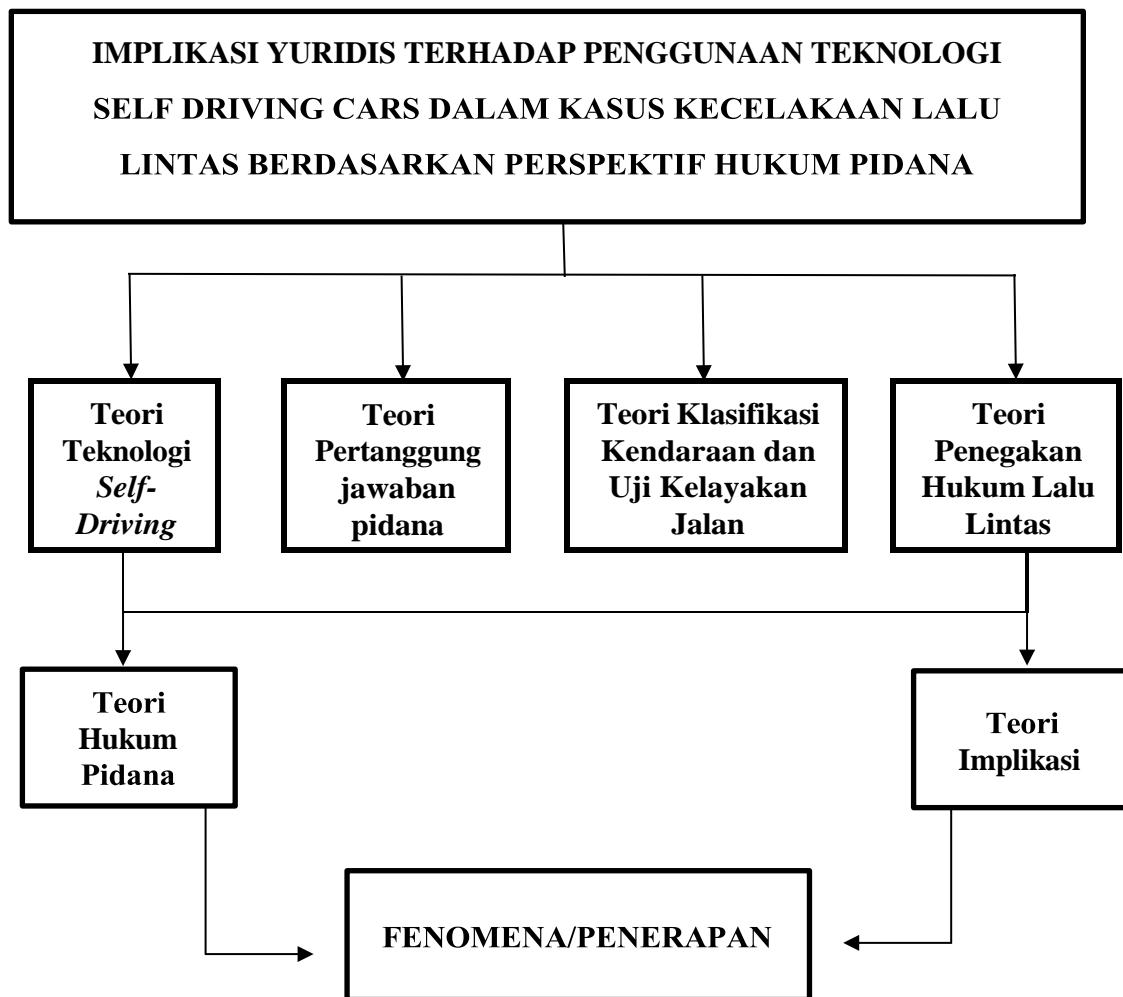 IMPLIKASI YURIDIS TERHADAP PENGGUNAAN TEKNOLOGI
SELF DRIVING CARS DALAM KASUS KECELAKAAN LALU
LINTAS BERDASARKAN PERSPEKTIF HUKUM PIDANA
Teori
Teknologi
Self-
Driving
Teori
Pertanggung
jawaban
pidana
Teori Klasifikasi
Kendaraan dan
Uji Kelayakan
Jalan
Teori
Penegakan
Hukum Lalu
Lintas
Teori
Hukum
Pidana
Teori
Implikasi
FENOMENA/PENERAPAN